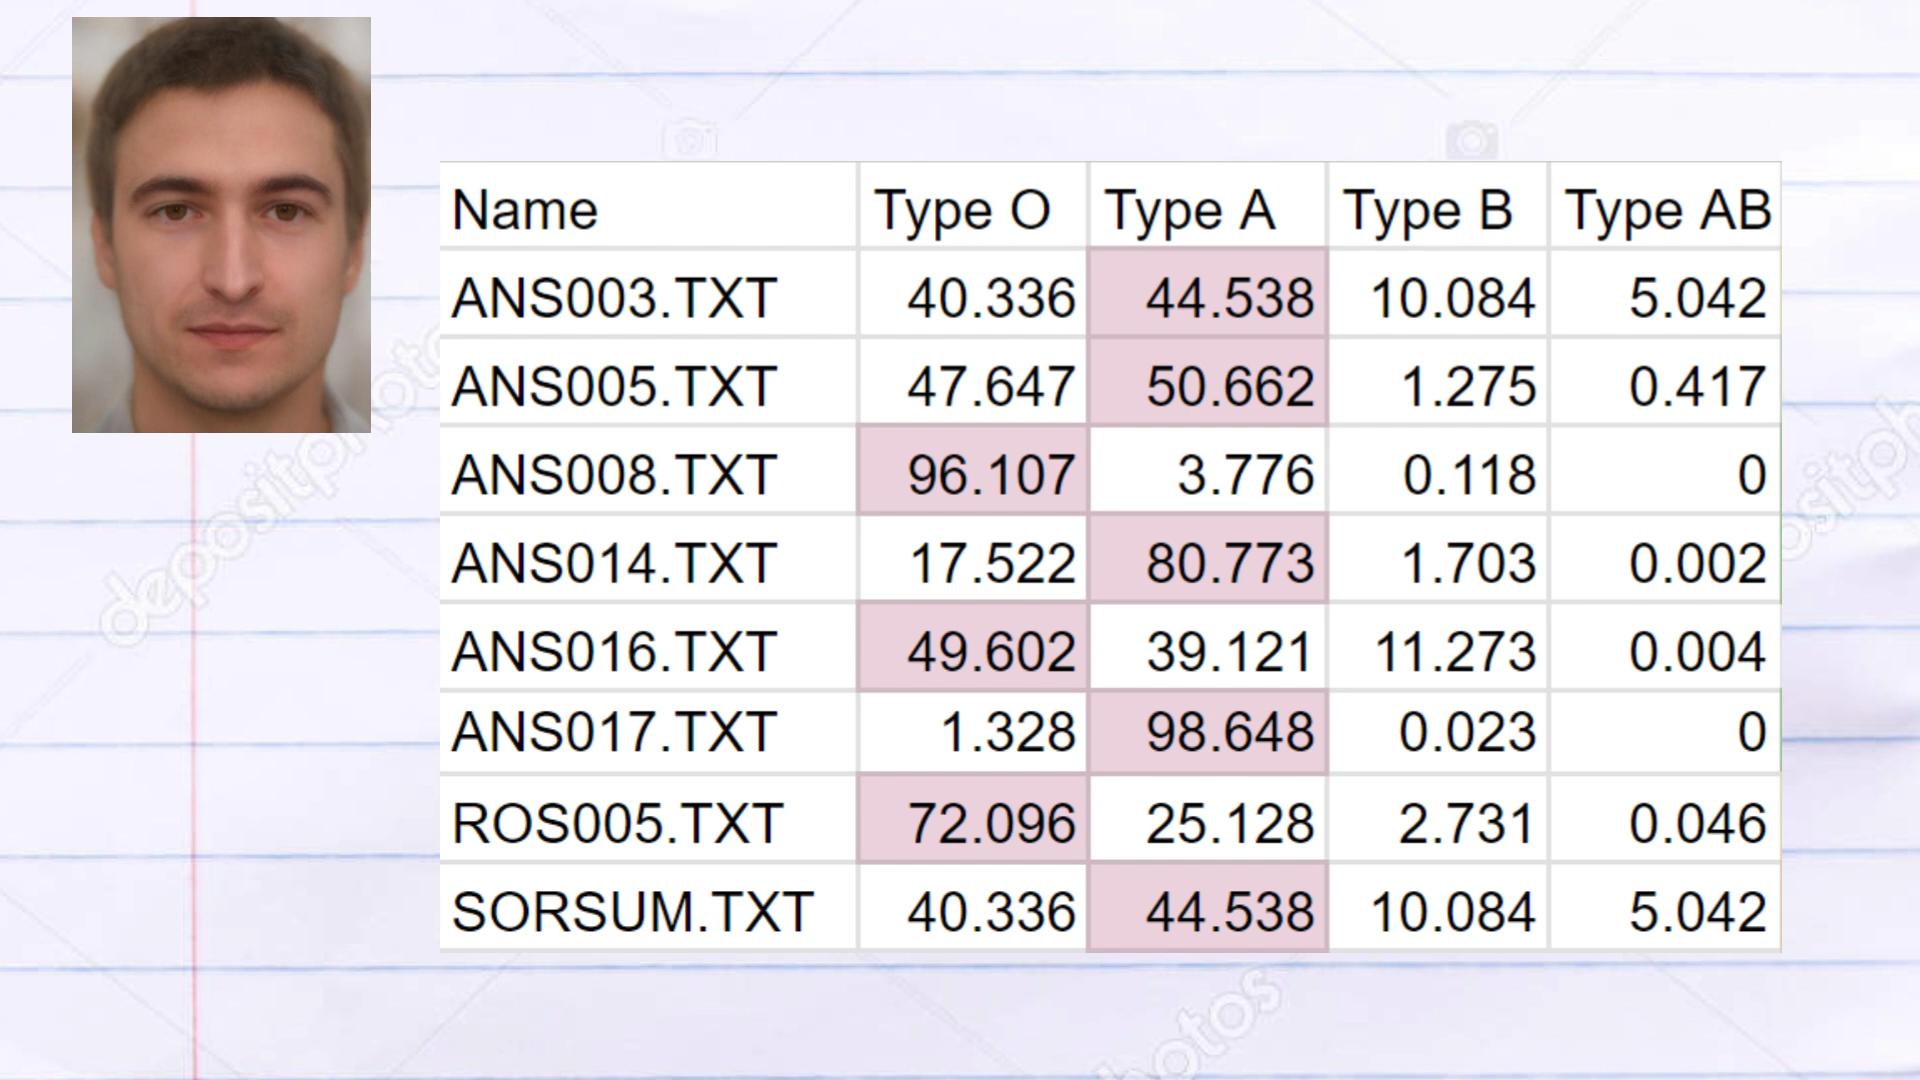 Name Type O Type A Type B Type AB
ANS003.TXT 40.336 44.538 10.084 5.042
ANS005.TXT 47.647 50.662 1.275 0.417
ANS008.TXT 96.107 3.776 0.118 0
ANS014.TXT 17.522 80.773 1.703 0.002
ANS016.TXT 49.602 39.121 11.273 0.004
ANS017.TXT 1.328 98.648 0.023 0
ROS005.TXT 72.096 25.128 2.731 0.046
SORSUM.TXT 40.336 44.538 10.084 5.042
depositphotos